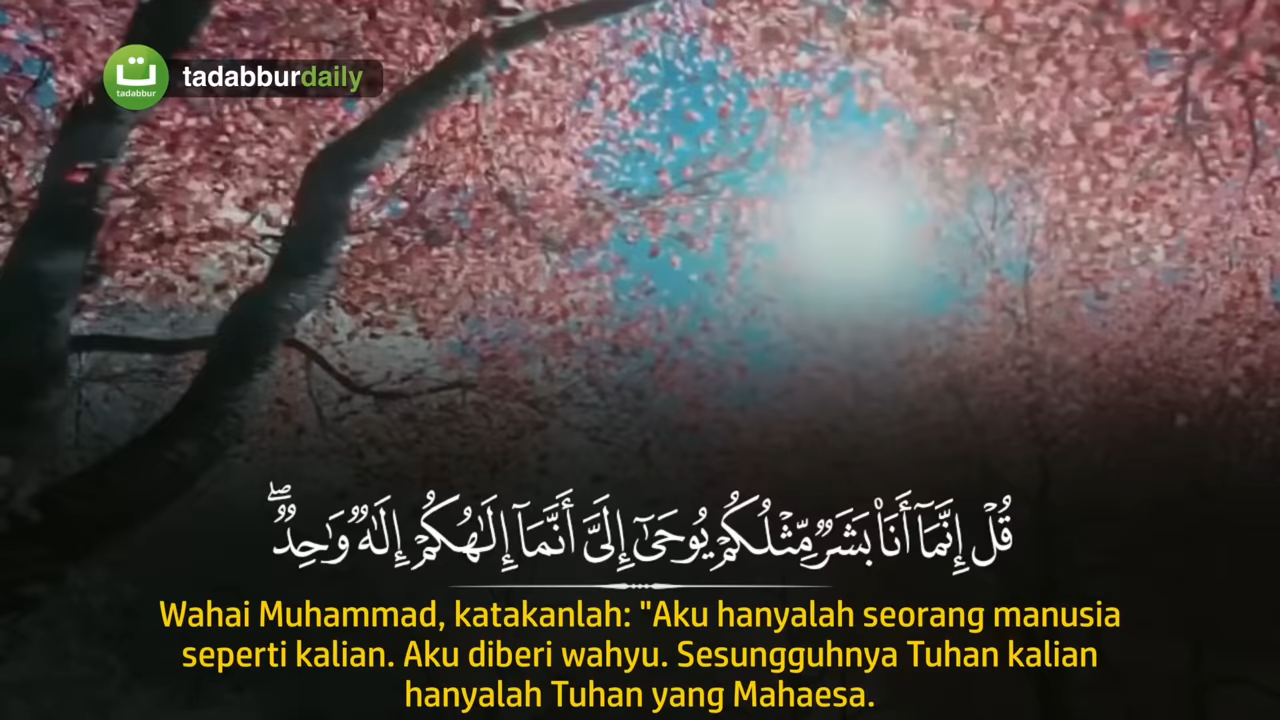 ت
tadabbur
tadabburdaily
قُلْ إِنَّمَآ أَنَا۠ بَشَرٌ مِّثْلُكُمْ يُوحَىٰٓ إِلَىَّ أَنَّمَآ إِلَـٰهُكُمْ إِلَـٰهٌ وَٰحِدٌ ۖ
Wahai Muhammad, katakanlah: "Aku hanyalah seorang manusia
seperti kalian. Aku diberi wahyu. Sesungguhnya Tuhan kalian
hanyalah Tuhan yang Mahaesa.